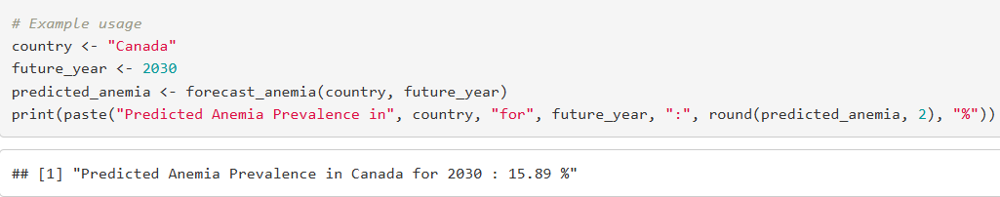 # Example usage
country <- "Canada"
future_year <- 2030
predicted_anemia <- forecast_anemia(country, future_year)
print(paste("Predicted Anemia Prevalence in", country, "for", future_year, ":", round(predicted_anemia, 2), "%"))
## [1] "Predicted Anemia Prevalence in Canada for 2030 : 15.89 %"